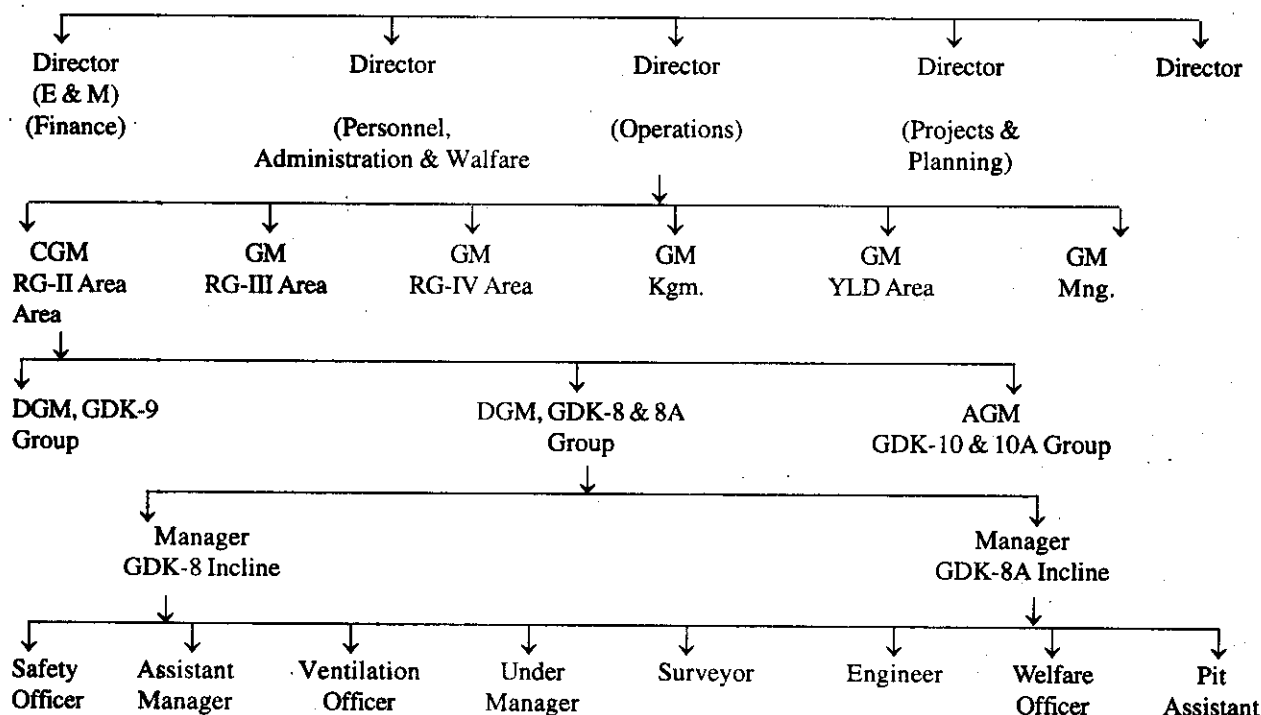 Director Director Director Director Director
(E & M)
(Finance) (Personnel, (Operations) (Projects &
Administration & Walfare Planning)
CGM GM GM GM GM GM
RG-II Area RG-III Area RG-IV Area Kgm. YLD Area Mng.
Area
DGM, GDK-9 DGM, GDK-8 & 8A AGM
Group Group GDK-10 & 10A Group
Manager Manager
GDK-8 Incline GDK-8A Incline
Safety Assistant Ventilation Under Surveyor Engineer Welfare Pit
Officer Manager Officer Manager Officer Assistant